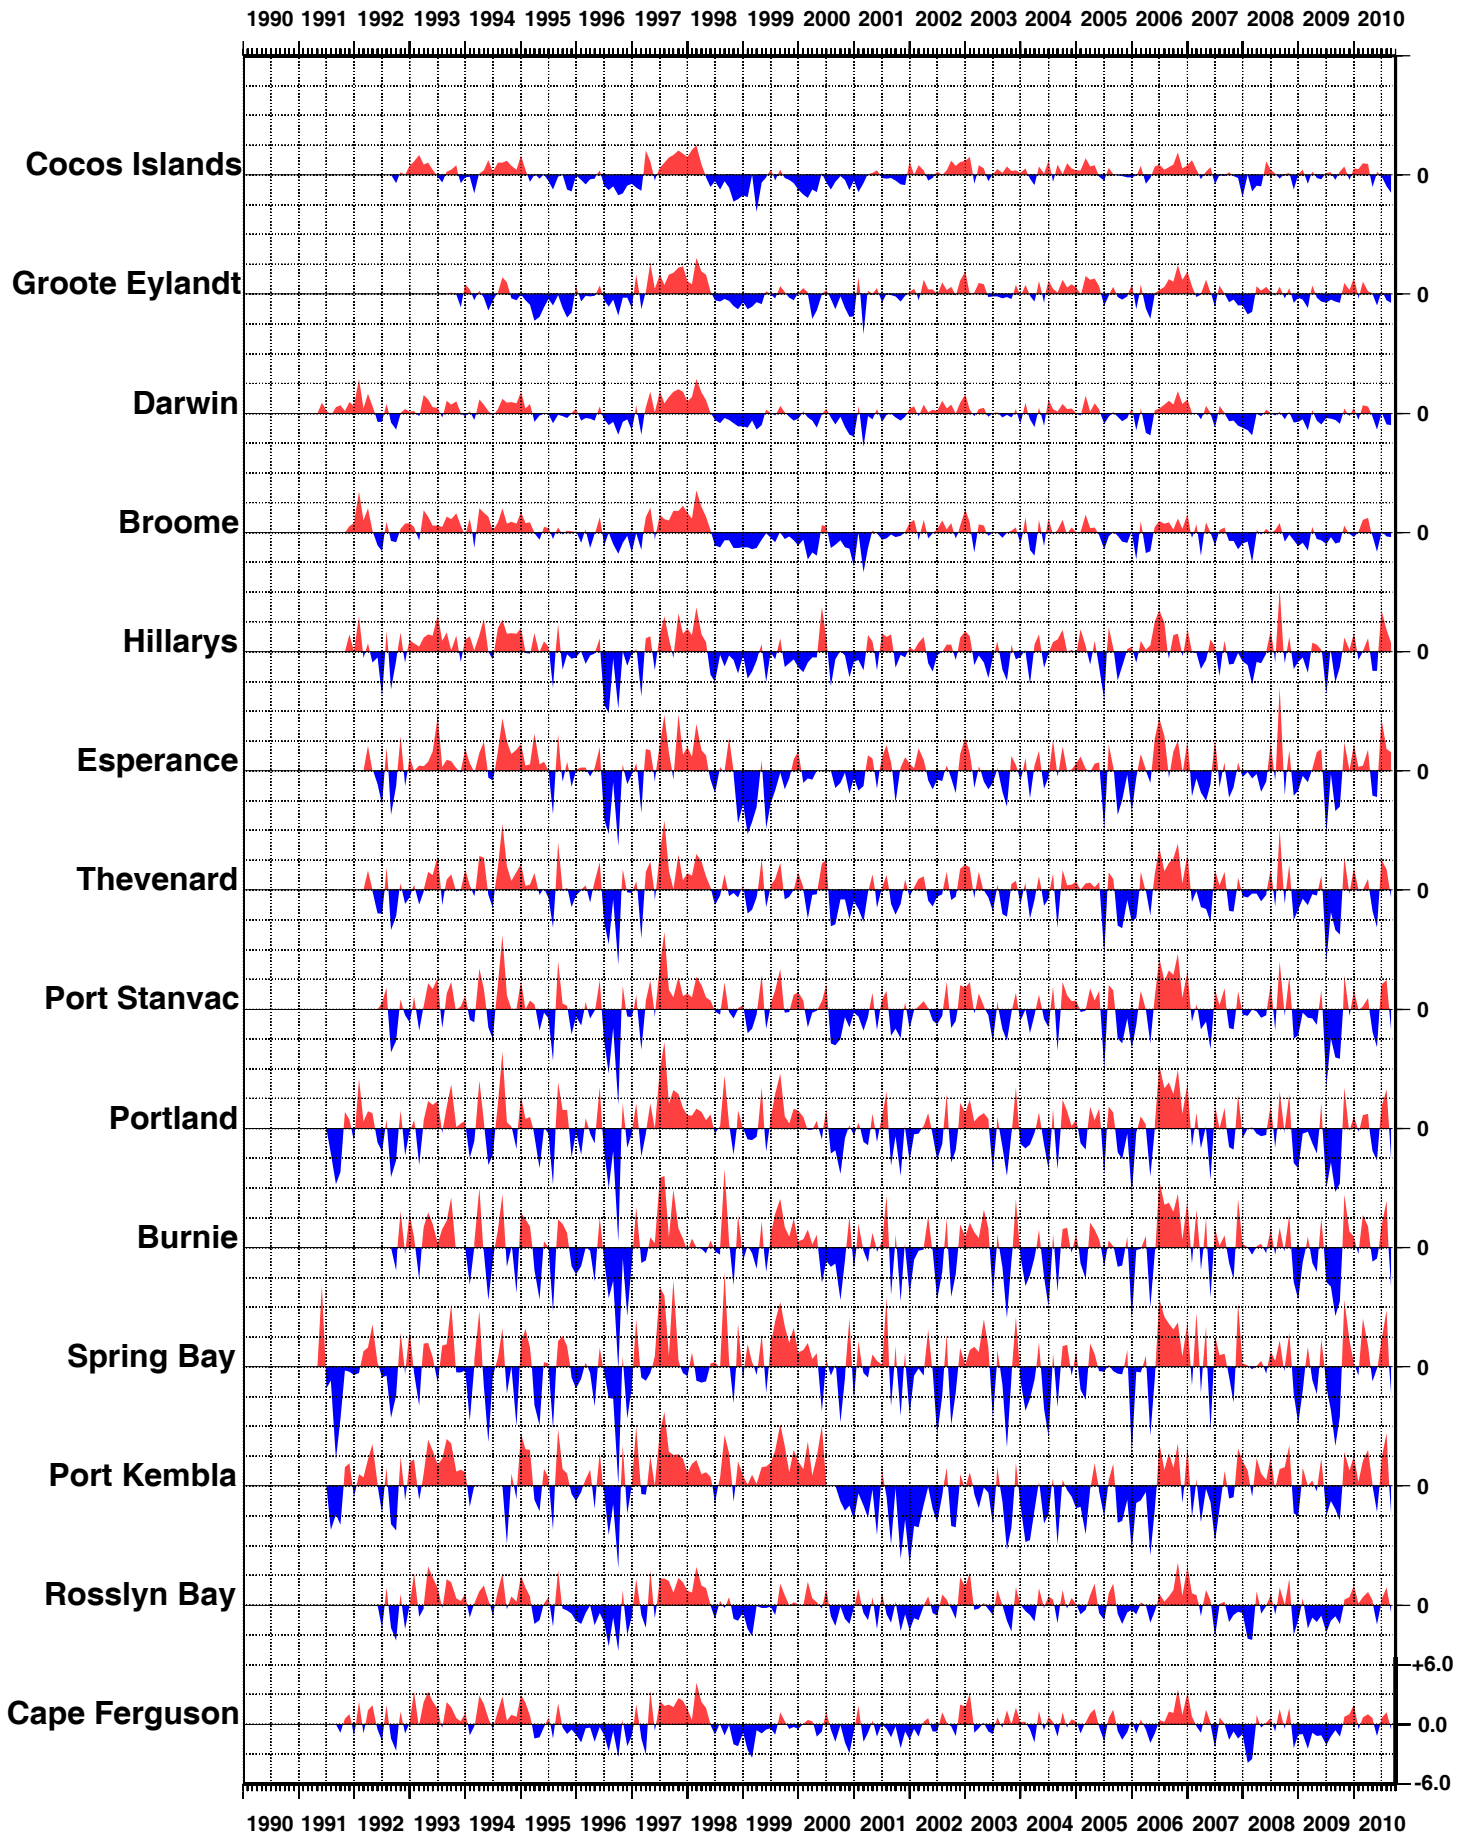 1990 1991 1992 1993 1994 1995 1996 1997 1998 1999 2000 2001 2002 2003 2004 2005 2006 2007 2008 2009 2010
Cocos Islands 0
Groote Eylandt 0
Darwin 0
Broome 0
Hillarys 0
Esperance 0
Thevenard 0
Port Stanvac 0
Portland 0
Burnie 0
Spring Bay 0
Port Kembla 0
Rosslyn Bay 0
+6.0
Cape Ferguson 0.0
-6.0
1990 1991 1992 1993 1994 1995 1996 1997 1998 1999 2000 2001 2002 2003 2004 2005 2006 2007 2008 2009 2010